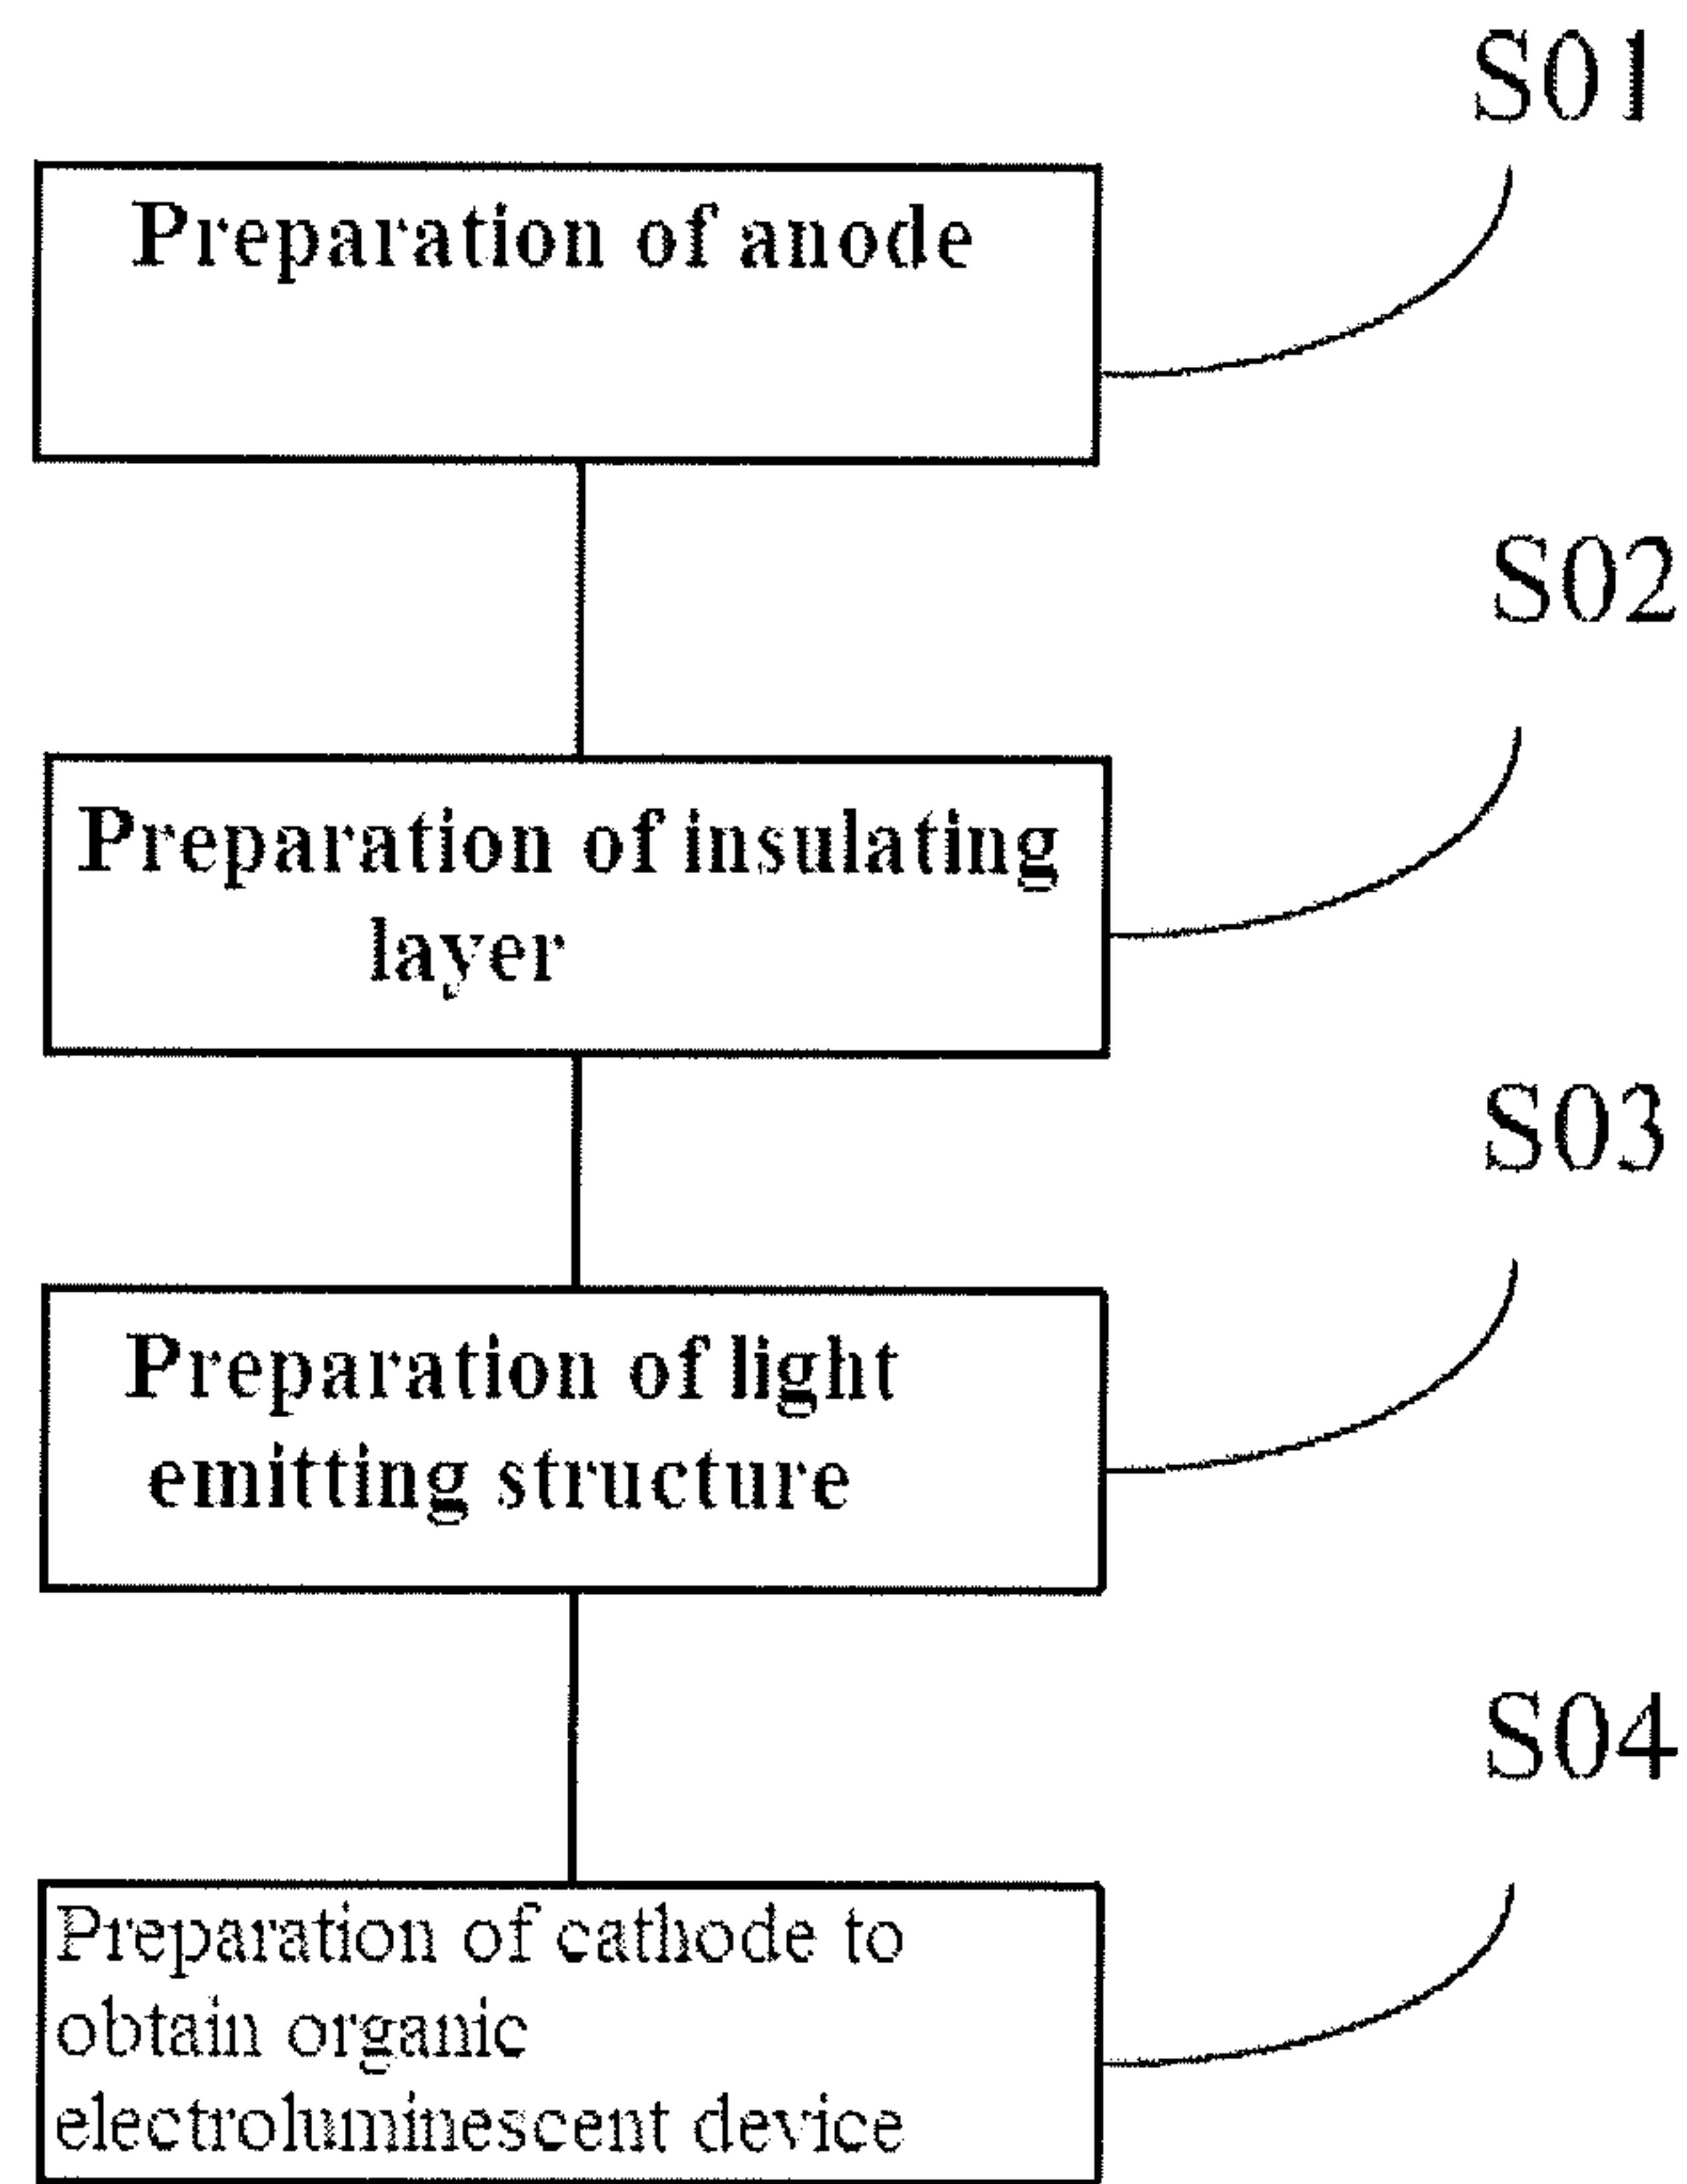 S01
Preparation of anode
S02
Preparation of insulating
layer
S03
Preparation of light
emitting structure
S04
Preparation of cathode to
obtain organic
electroluminescent device